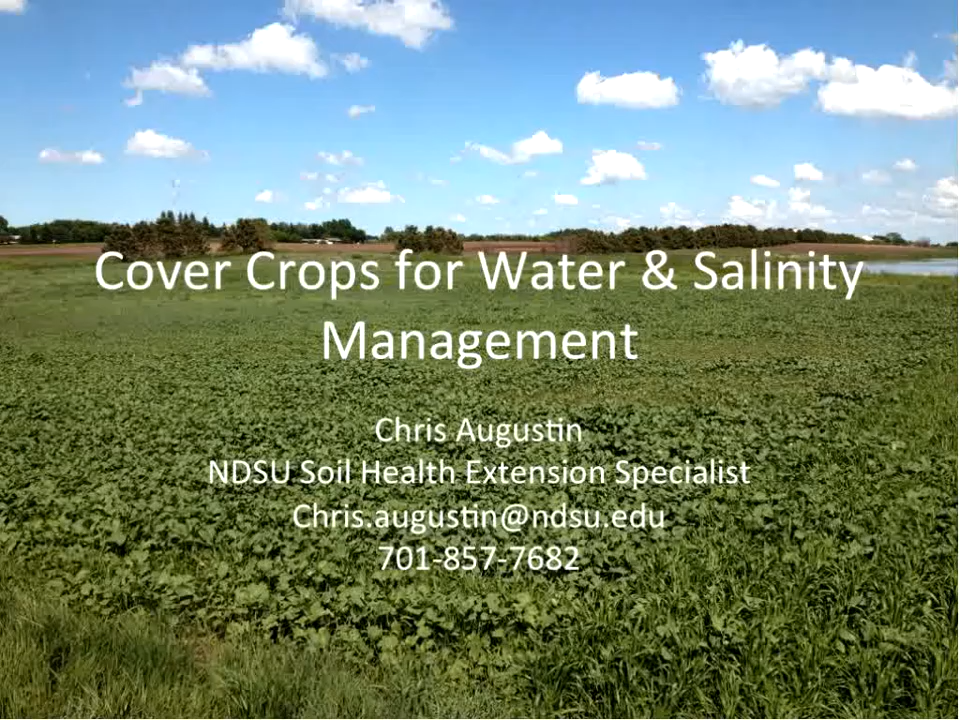 Cover Crops for Water & Salinity
Management
Chris Augustin
NDSU Soil Health Extension Specialist
Chris.augustin@ndsu.edu
701-857-7682